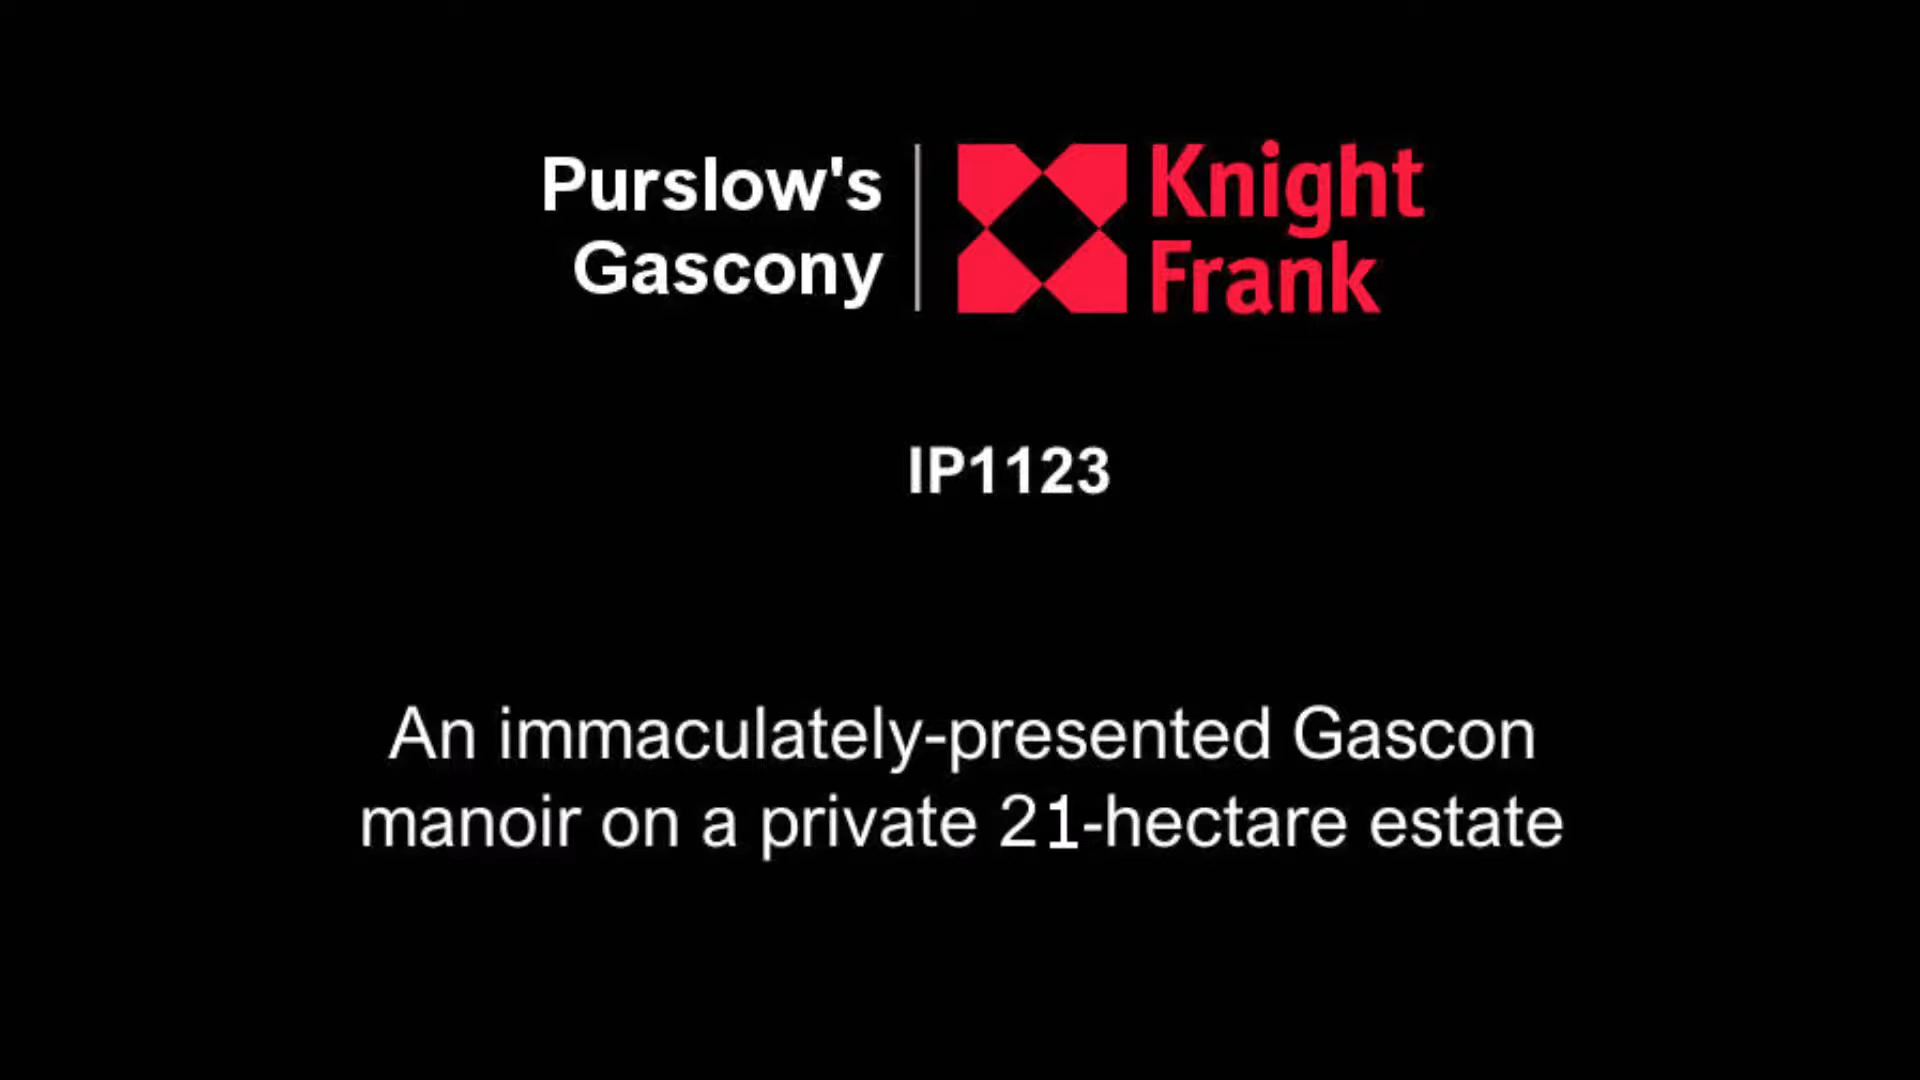 Purslow's
Gascony
Knight
Frank
IP1123
An immaculately-presented Gascon
manoir on a private 21-hectare estate